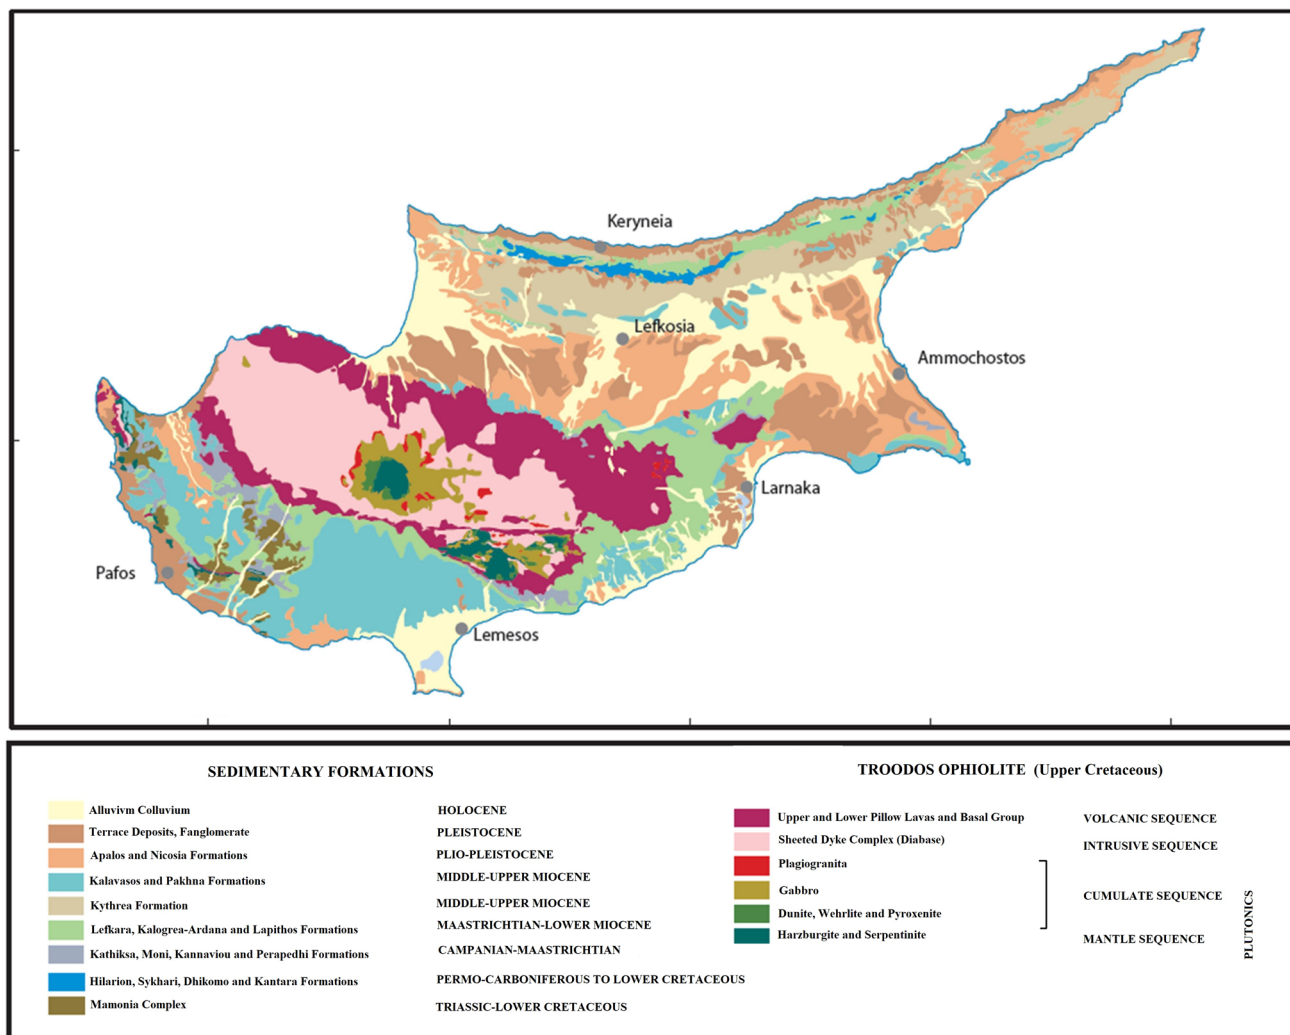 Keryneia
Lefkosia
Ammochostos
Larnaka
Pafos
Lemesos
SEDIMENTARY FORMATIONS
Alluvivm Colluvium HOLOCENE
Terrace Deposits, Fanglomerate PLEISTOCENE
Apalos and Nicosia Formations PLIO-PLEISTOCENE
Kalavasos and Pakhna Formations MIDDLE-UPPER MIOCENE
Kythrea Formation MIDDLE-UPPER MIOCENE
Lefkara, Kalogrea-Ardana and Lapithos Formations MAASTRICHTIAN-LOWER MIOCENE
Kathiksa, Moni, Kannaviou and Perapedhi Formations CAMPANIAN-MAASTRICHTIAN
Hilarion, Sykhari, Dhikomo and Kantara Formations PERMO-CARBONIFEROUS TO LOWER CRETACEOUS
Mamonia Complex TRIASSIC-LOWER CRETACEOUS
TROODOS OPHIOLITE (Upper Cretaceous)
Upper and Lower Pillow Lavas and Basal Group VOLCANIC SEQUENCE
Sheeted Dyke Complex (Diabase) INTRUSIVE SEQUENCE
Plagiogranita
Gabbro CUMULATE SEQUENCE
Dunite, Wehrlite and Pyroxenite
Harzburgite and Serpentinite MANTLE SEQUENCE
PLUTONICS